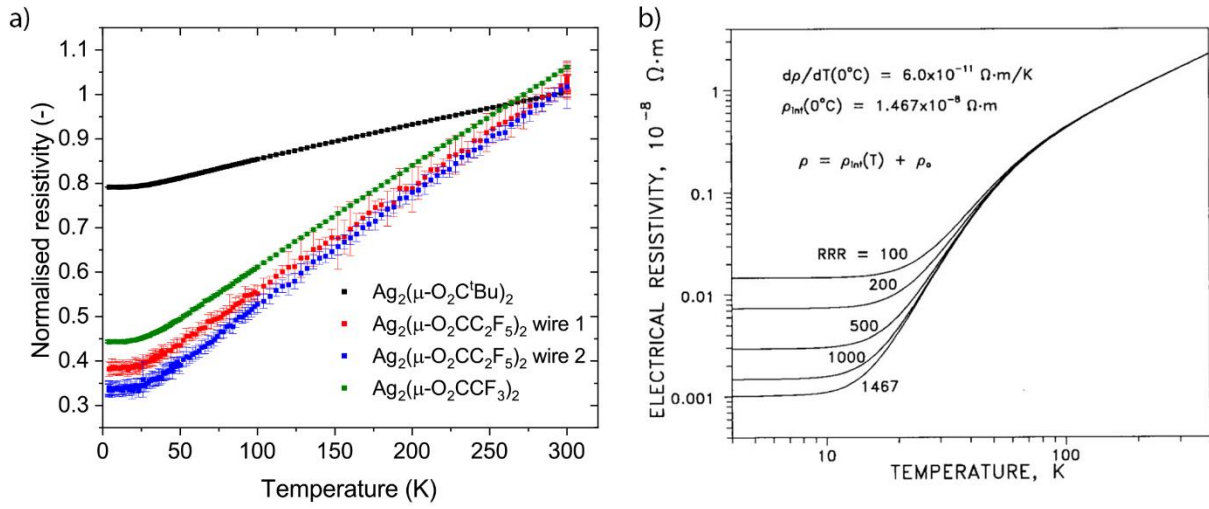 a)
Normalised resistivity (-)
1.1
1
0.9
0.8
0.7
0.6
0.5
0.4
0.3
0 50 100 150 200 250 300
Temperature (K)
Ag₂(μ-O₂CᵗBu)₂
Ag₂(μ-O₂CC₂F₅)₂ wire 1
Ag₂(μ-O₂CC₂F₅)₂ wire 2
Ag₂(μ-O₂CCF₃)₂
b)
ELECTRICAL RESISTIVITY, 10⁻⁸ Ω·m
dρ/dT(0°C) = 6.0x10⁻¹¹ Ω·m/K
ρInt(0°C) = 1.467x10⁻⁸ Ω·m
ρ = ρInt(T) + ρₒ
1
0.1
0.01
0.001
RRR = 100
200
500
1000
1467
10 100
TEMPERATURE, K